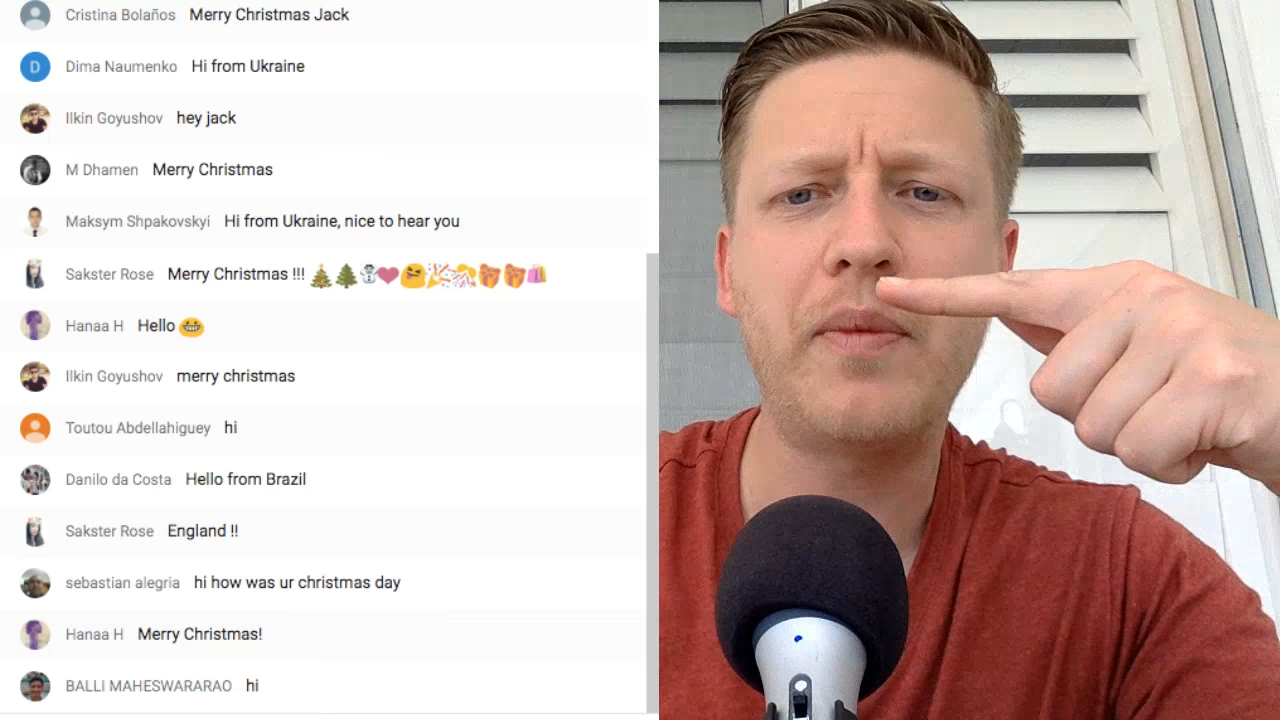 Cristina Bolaños Merry Christmas Jack
D Dima Naumenko Hi from Ukraine
Ilkin Goyushov hey jack
M Dhamen Merry Christmas
Maksym Shpakovskyi Hi from Ukraine, nice to hear you
Sakster Rose Merry Christmas !!! 🎄🌲☃️❤️😝🎉🎊🎁🎁🛍️
Hanaa H Hello 😁
Ilkin Goyushov merry christmas
Toutou Abdellahiguey hi
Danilo da Costa Hello from Brazil
Sakster Rose England !!
sebastian alegria hi how was ur christmas day
Hanaa H Merry Christmas!
BALLI MAHESWARARAO hi